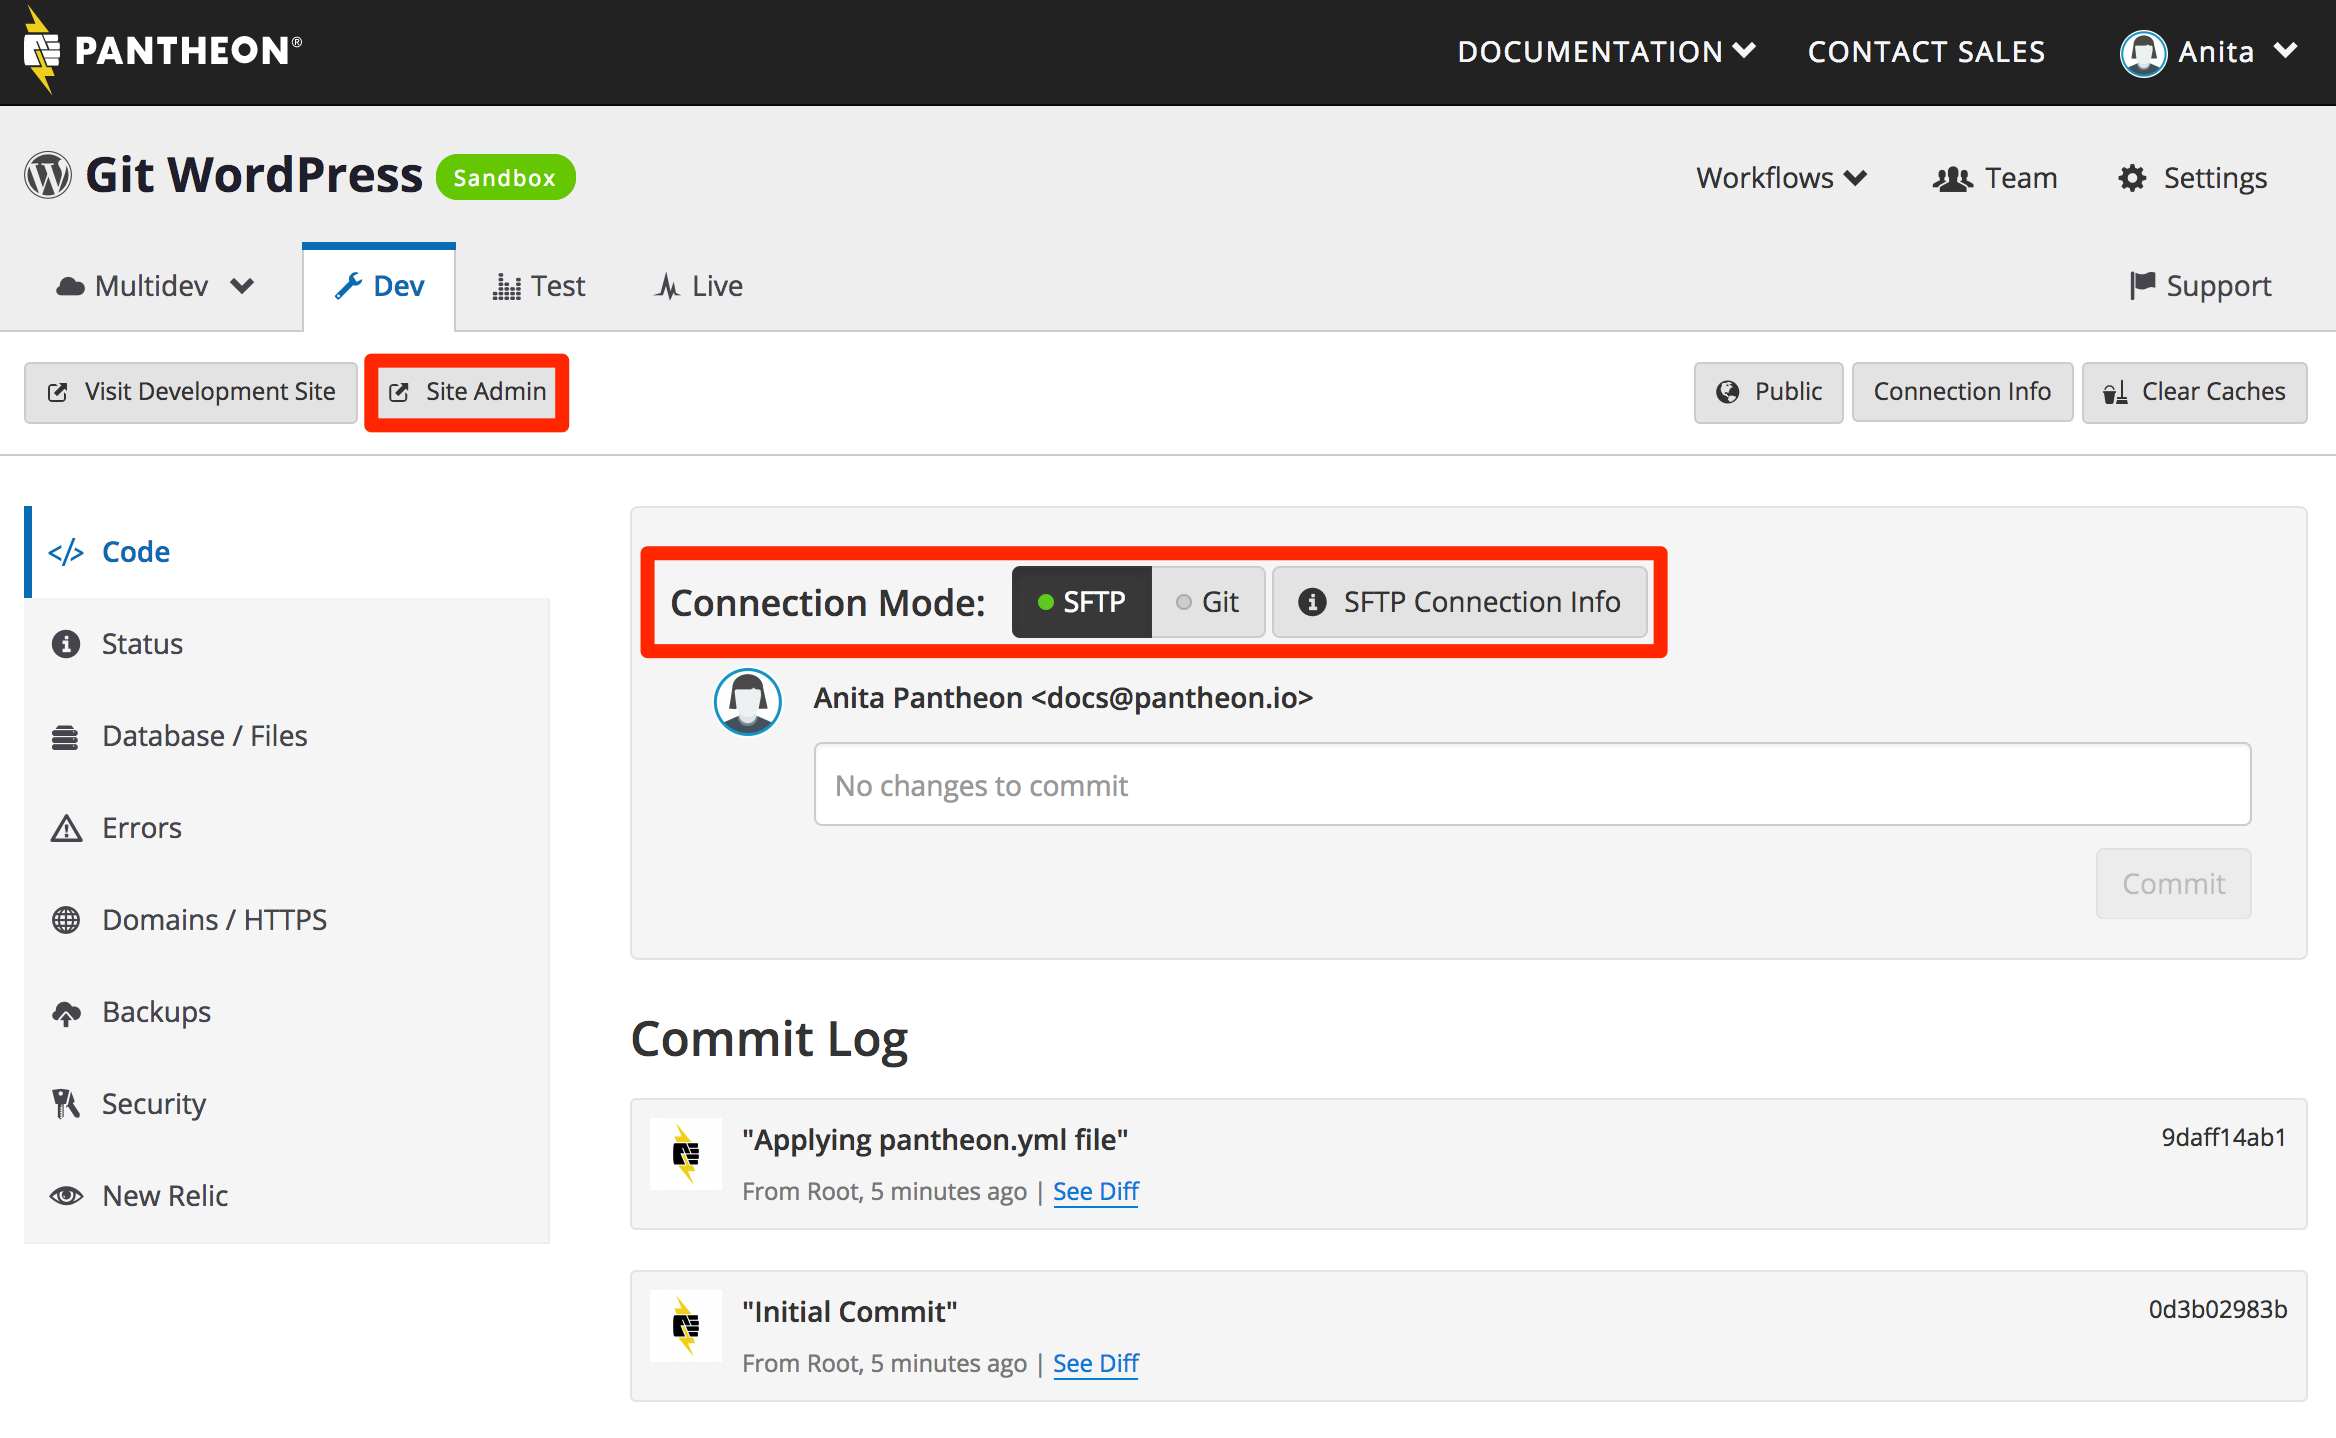 PANTHEON®
DOCUMENTATION CONTACT SALES Anita
Git WordPress Sandbox
Workflows Team Settings
Multidev Dev Test Live Support
Visit Development Site Site Admin Public Connection Info Clear Caches
Code
Status
Database / Files
Errors
Domains / HTTPS
Backups
Security
New Relic
Connection Mode: SFTP Git SFTP Connection Info
Anita Pantheon <docs@pantheon.io>
No changes to commit
Commit
Commit Log
"Applying pantheon.yml file" 9daff14ab1
From Root, 5 minutes ago | See Diff
"Initial Commit" 0d3b02983b
From Root, 5 minutes ago | See Diff